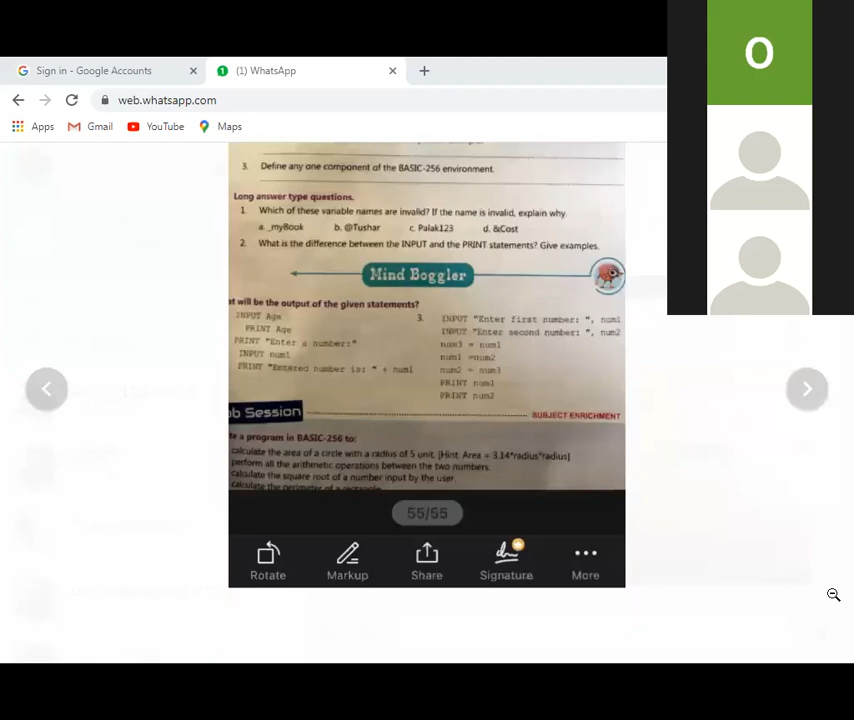 O
Sign in - Google Accounts
(1) WhatsApp
web.whatsapp.com
Apps
Gmail
YouTube
Maps
3. Define any one component of the BASIC-256 environment.
Long answer type questions.
1. Which of these variable names are invalid? If the name is invalid, explain why.
a. _myBook b. @Tushar c. Palak123 d. &Cost
2. What is the difference between the INPUT and the PRINT statements? Give examples.
Mind Boggler
at will be the output of the given statements?
INPUT Age
PRINT Age
PRINT "Enter a number:"
INPUT num1
PRINT "Entered number is: " + num1
3. INPUT "Enter first number: ", num1
INPUT "Enter second number: ", num2
num3 = num1
num1 =num2
num2 = num3
PRINT num1
PRINT num2
b Session
SUBJECT ENRICHMENT
te a program in BASIC-256 to:
calculate the area of a circle with a radius of 5 unit. [Hint: Area = 3.14*radius*radius]
perform all the arithmetic operations between the two numbers.
calculate the square root of a number input by the user.
calculate the perimeter of a rectangle
55/55
Rotate
Markup
Share
Signature
More